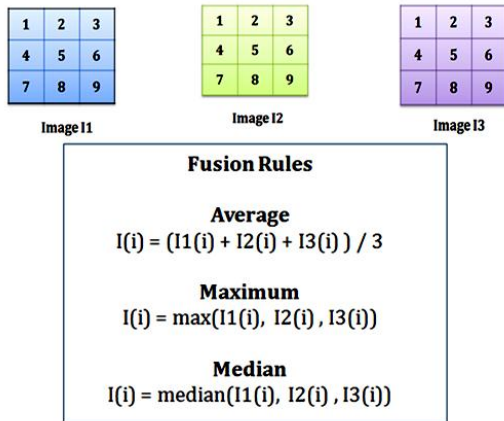 1 2 3
4 5 6
7 8 9
Image I1
1 2 3
4 5 6
7 8 9
Image I2
1 2 3
4 5 6
7 8 9
Image I3
Fusion Rules
Average
I(i) = (I1(i) + I2(i) + I3(i) ) / 3
Maximum
I(i) = max(I1(i), I2(i) , I3(i))
Median
I(i) = median(I1(i), I2(i) , I3(i))